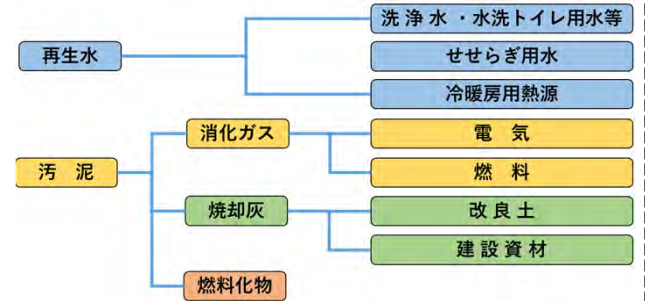 再生水
洗 浄 水 ・水洗トイレ用水等
せせらぎ用水
冷暖房用熱源
汚　泥
消化ガス
電　気
燃　料
焼却灰
改 良 土
建 設 資 材
燃料化物